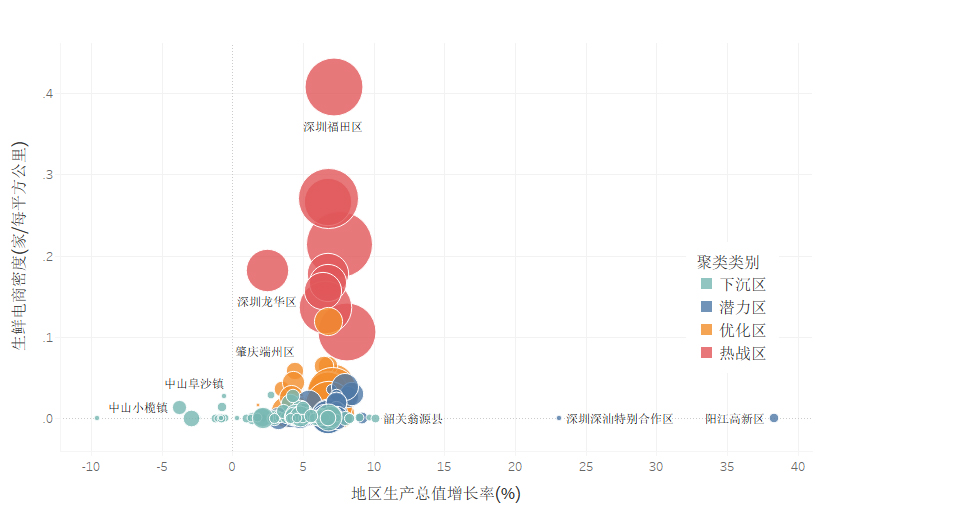 .4
.3
.2
.1
.0
生鲜电商密度(家/每平方公里)
深圳福田区
深圳龙华区
肇庆端州区
中山阜沙镇
中山小榄镇
韶关翁源县
深圳深汕特别合作区
阳江高新区
聚类类别
下沉区
潜力区
优化区
热战区
-10 -5 0 5 10 15 20 25 30 35 40
地区生产总值增长率(%)